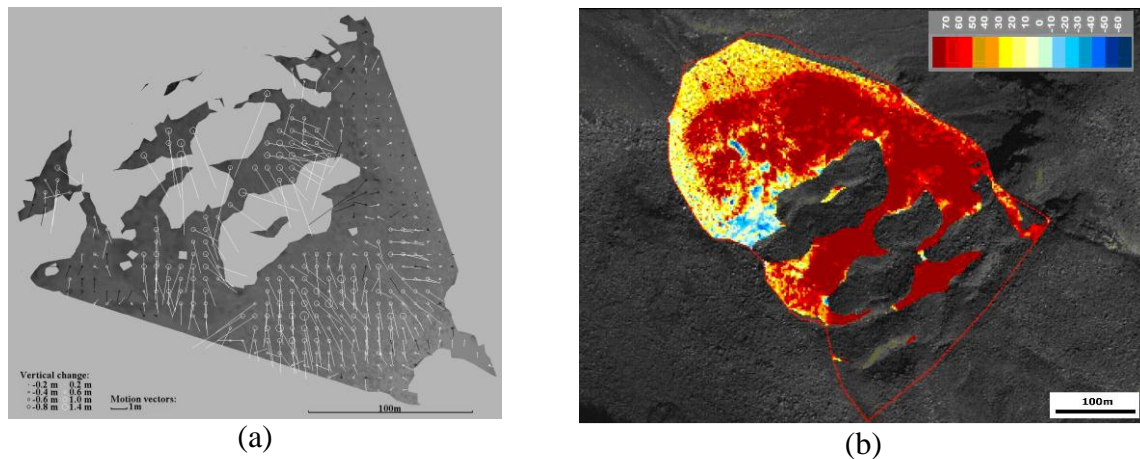 70 60 50 40 30 20 10 0 -10 -20 -30 -40 -50 -60
Vertical change:
-0.2 m 0.2 m
-0.4 m 0.6 m
-0.6 m 1.0 m
-0.8 m 1.4 m
Motion vectors:
1m
100m
100m
(a)
(b)